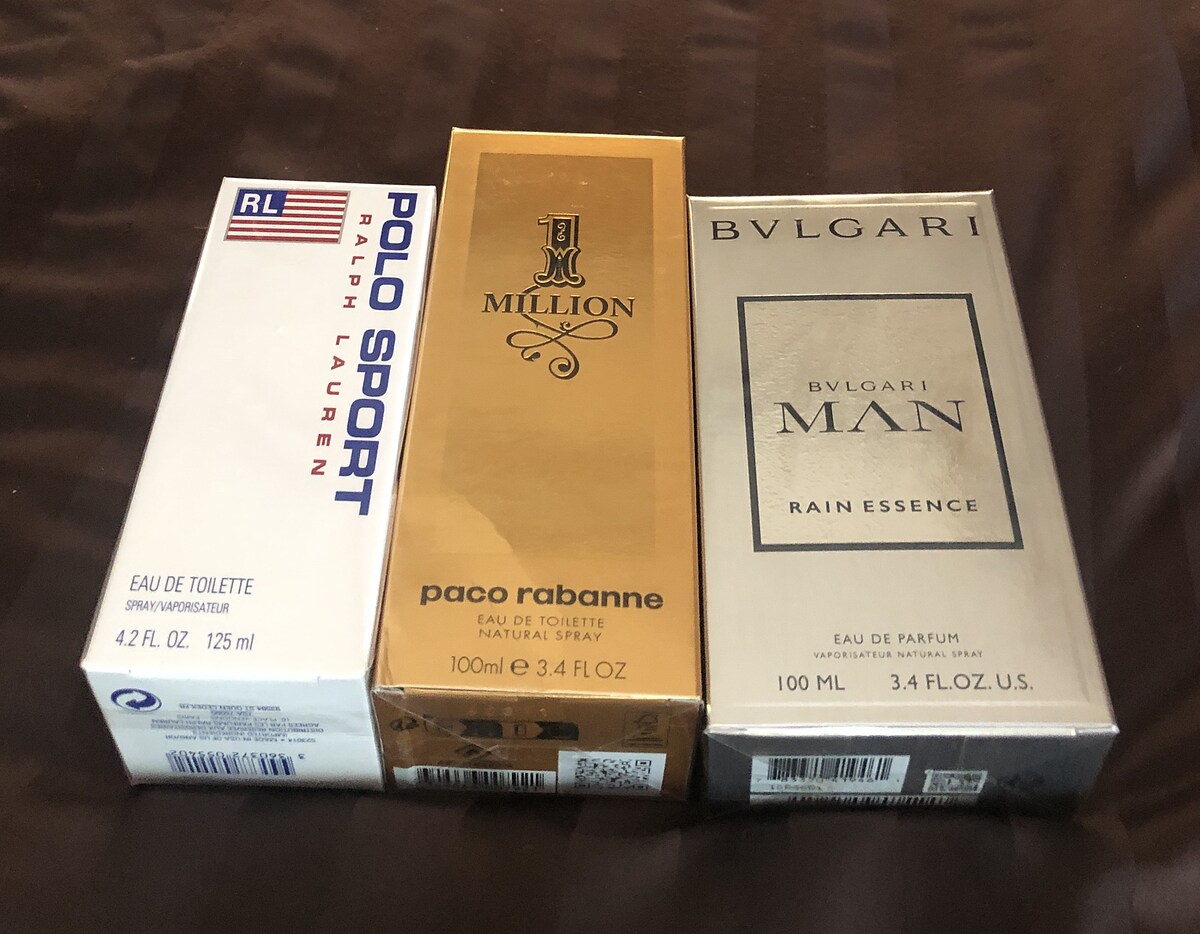 RL
POLO SPORT
RALPH LAUREN
EAU DE TOILETTE
SPRAY/VAPORISATEUR
4.2 FL. OZ. 125 ml
1
MILLION
paco rabanne
EAU DE TOILETTE
NATURAL SPRAY
100ml e 3.4 FL OZ
BVLGARI
BVLGARI
MAN
RAIN ESSENCE
EAU DE PARFUM
VAPORISATEUR NATURAL SPRAY
100 ML 3.4 FL.OZ. U.S.